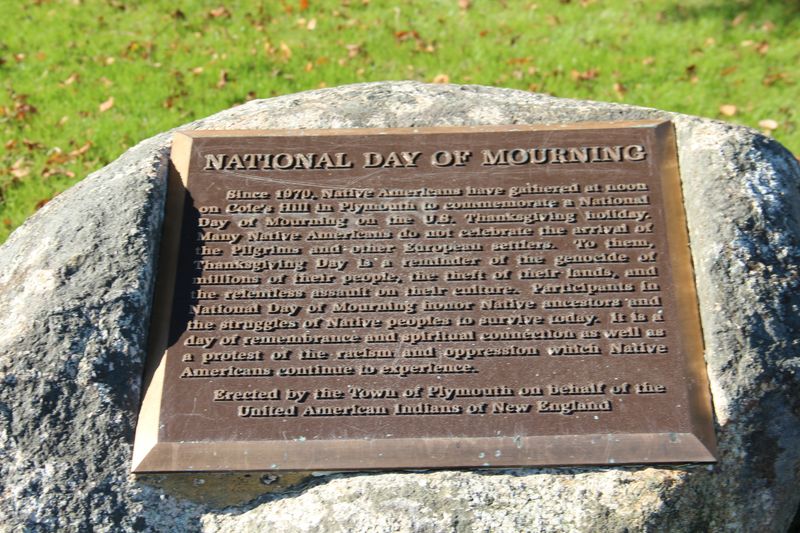 NATIONAL DAY OF MOURNING
Since 1970, Native Americans have gathered at noon
on Cole's Hill in Plymouth to commemorate a National
Day of Mourning on the U.S. Thanksgiving holiday.
Many Native Americans do not celebrate the arrival of
the Pilgrims and other European settlers. To them,
Thanksgiving Day is a reminder of the genocide of
millions of their people, the theft of their lands, and
the relentless assault on their culture. Participants in
National Day of Mourning honor Native ancestors and
the struggles of Native peoples to survive today. It is a
day of remembrance and spiritual connection as well as
a protest of the racism and oppression which Native
Americans continue to experience.
Erected by the Town of Plymouth on behalf of the
United American Indians of New England